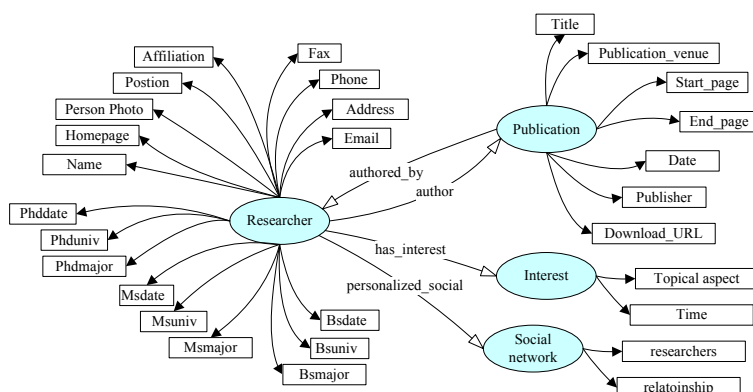 Title
Affiliation
Fax
Publication_venue
Postion
Phone
Start_page
Person Photo
Address
End_page
Homepage
Email
Publication
Name
Date
authored_by
author
Publisher
Phddate
Researcher
Download_URL
Phduniv
has_interest
Phdmajor
Interest
Topical aspect
personalized_social
Msdate
Time
Msuniv
Bsdate
Msmajor
Bsuniv
Social
network
researchers
Bsmajor
relatoinship